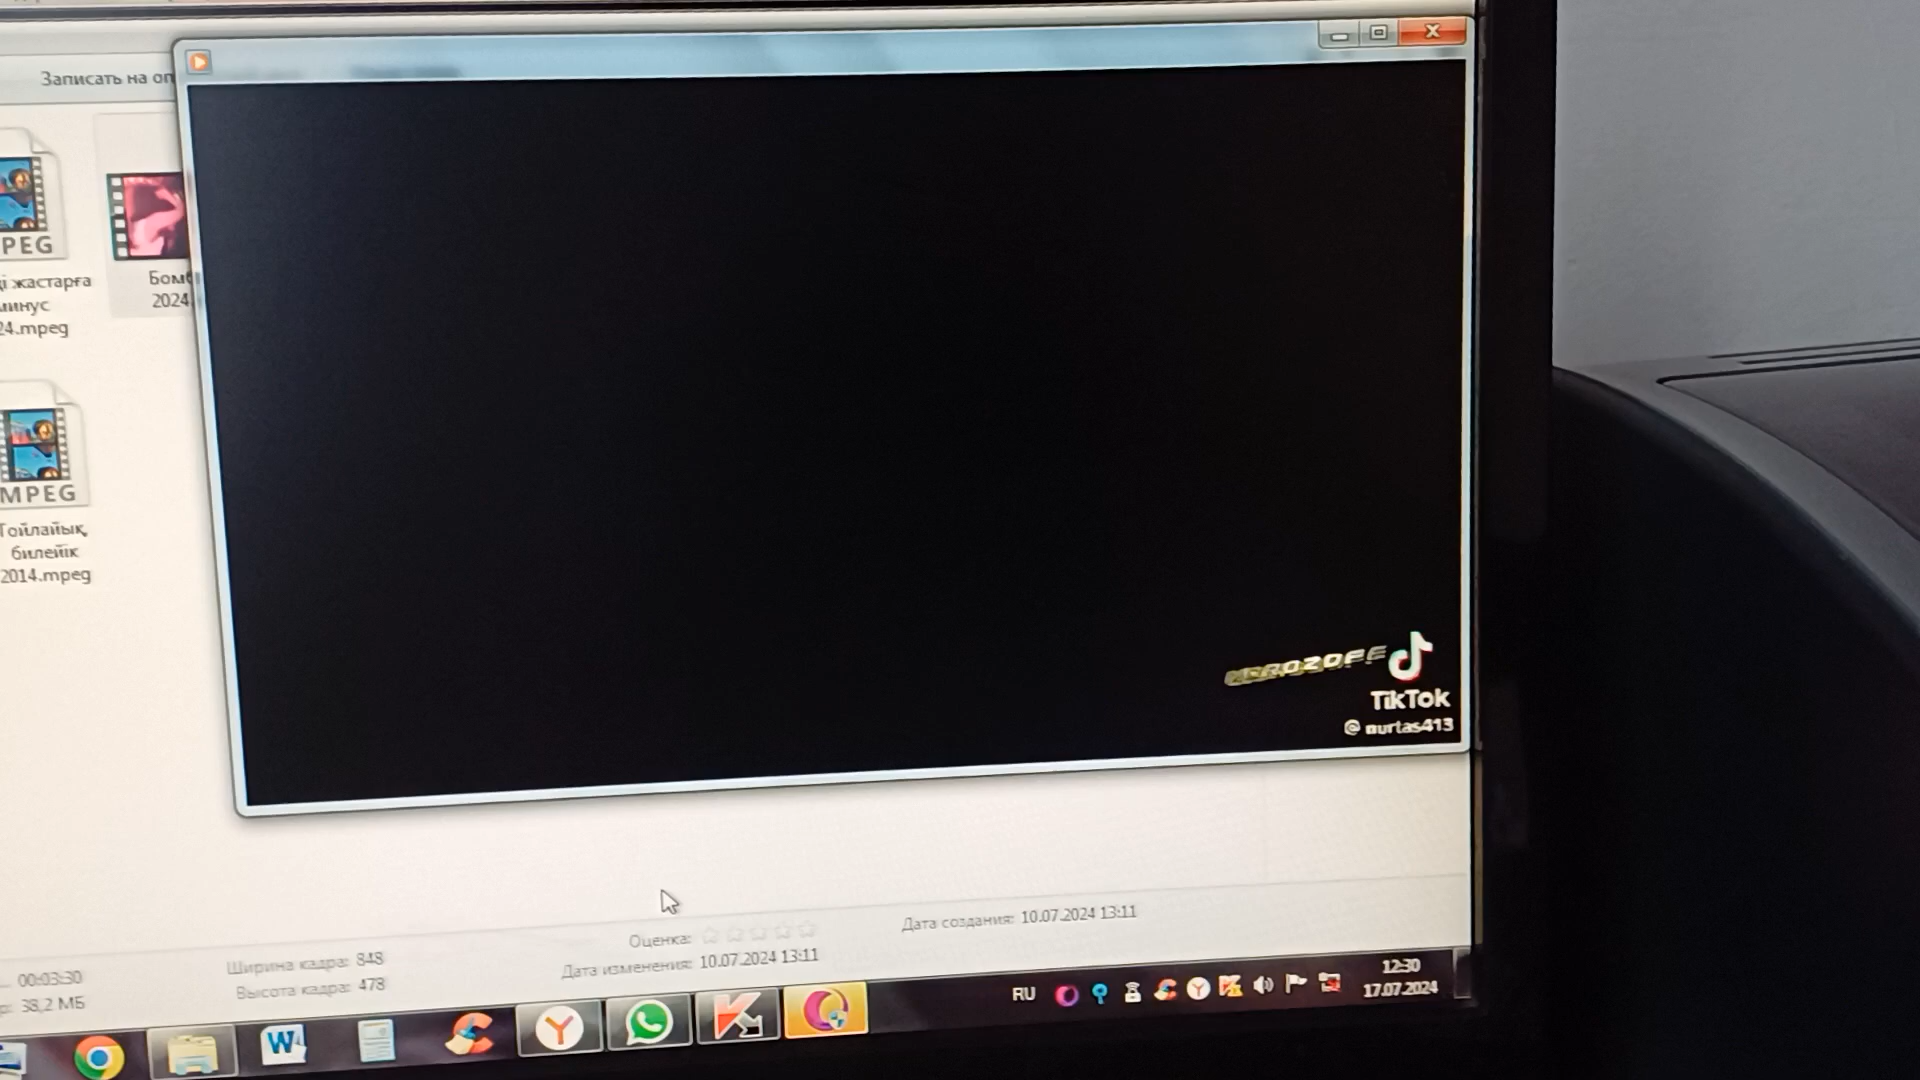 Записать на оп
PEG
і жастарға
минус
24.mpeg
Бомб
2024
MPEG
Тойлайық,
билейік
2014.mpeg
TikTok
@nurtas413
00:03:30
38,2 МБ
Ширина кадра: 848
Высота кадра: 478
Оценка:
Дата изменения: 10.07.2024 13:11
Дата создания: 10.07.2024 13:11
RU
12:30
17.07.2024